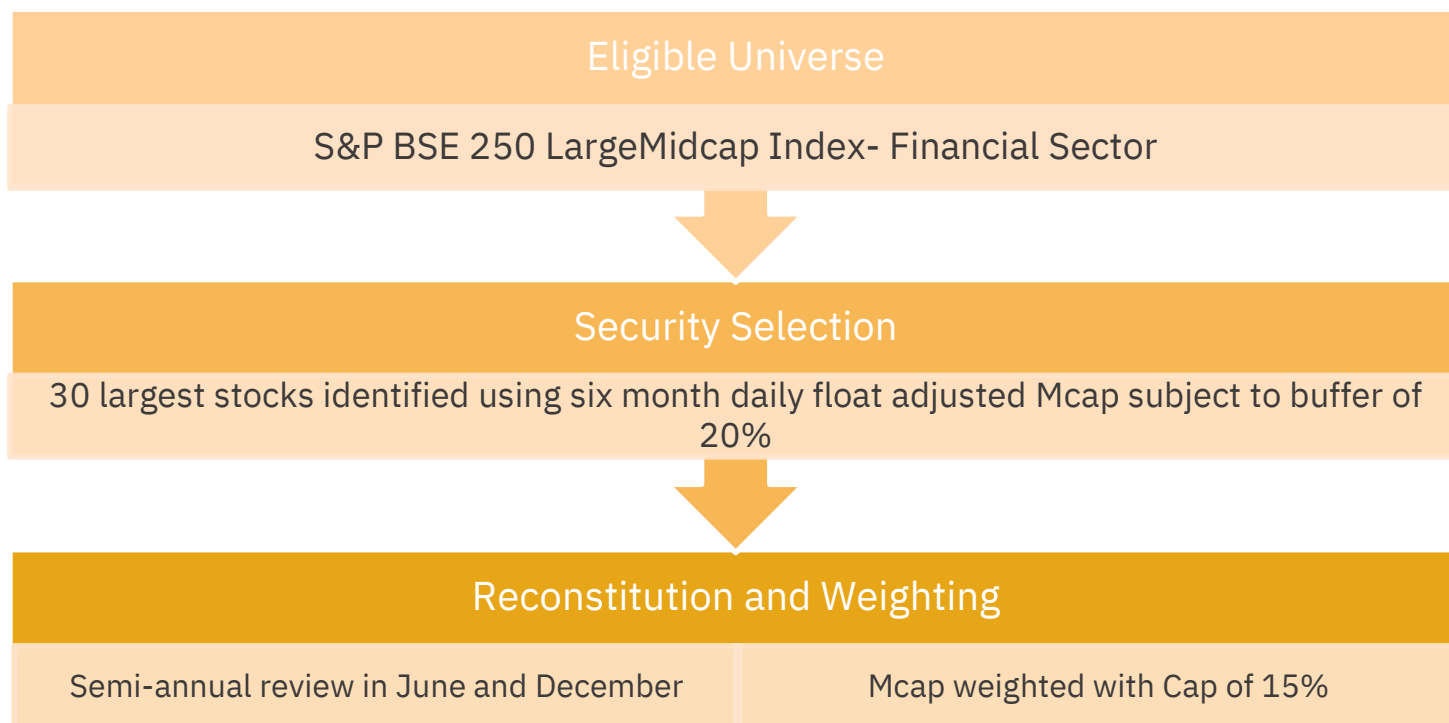 Eligible Universe
S&P BSE 250 LargeMidcap Index- Financial Sector
Security Selection
30 largest stocks identified using six month daily float adjusted Mcap subject to buffer of
20%
Reconstitution and Weighting
Semi-annual review in June and December
Mcap weighted with Cap of 15%